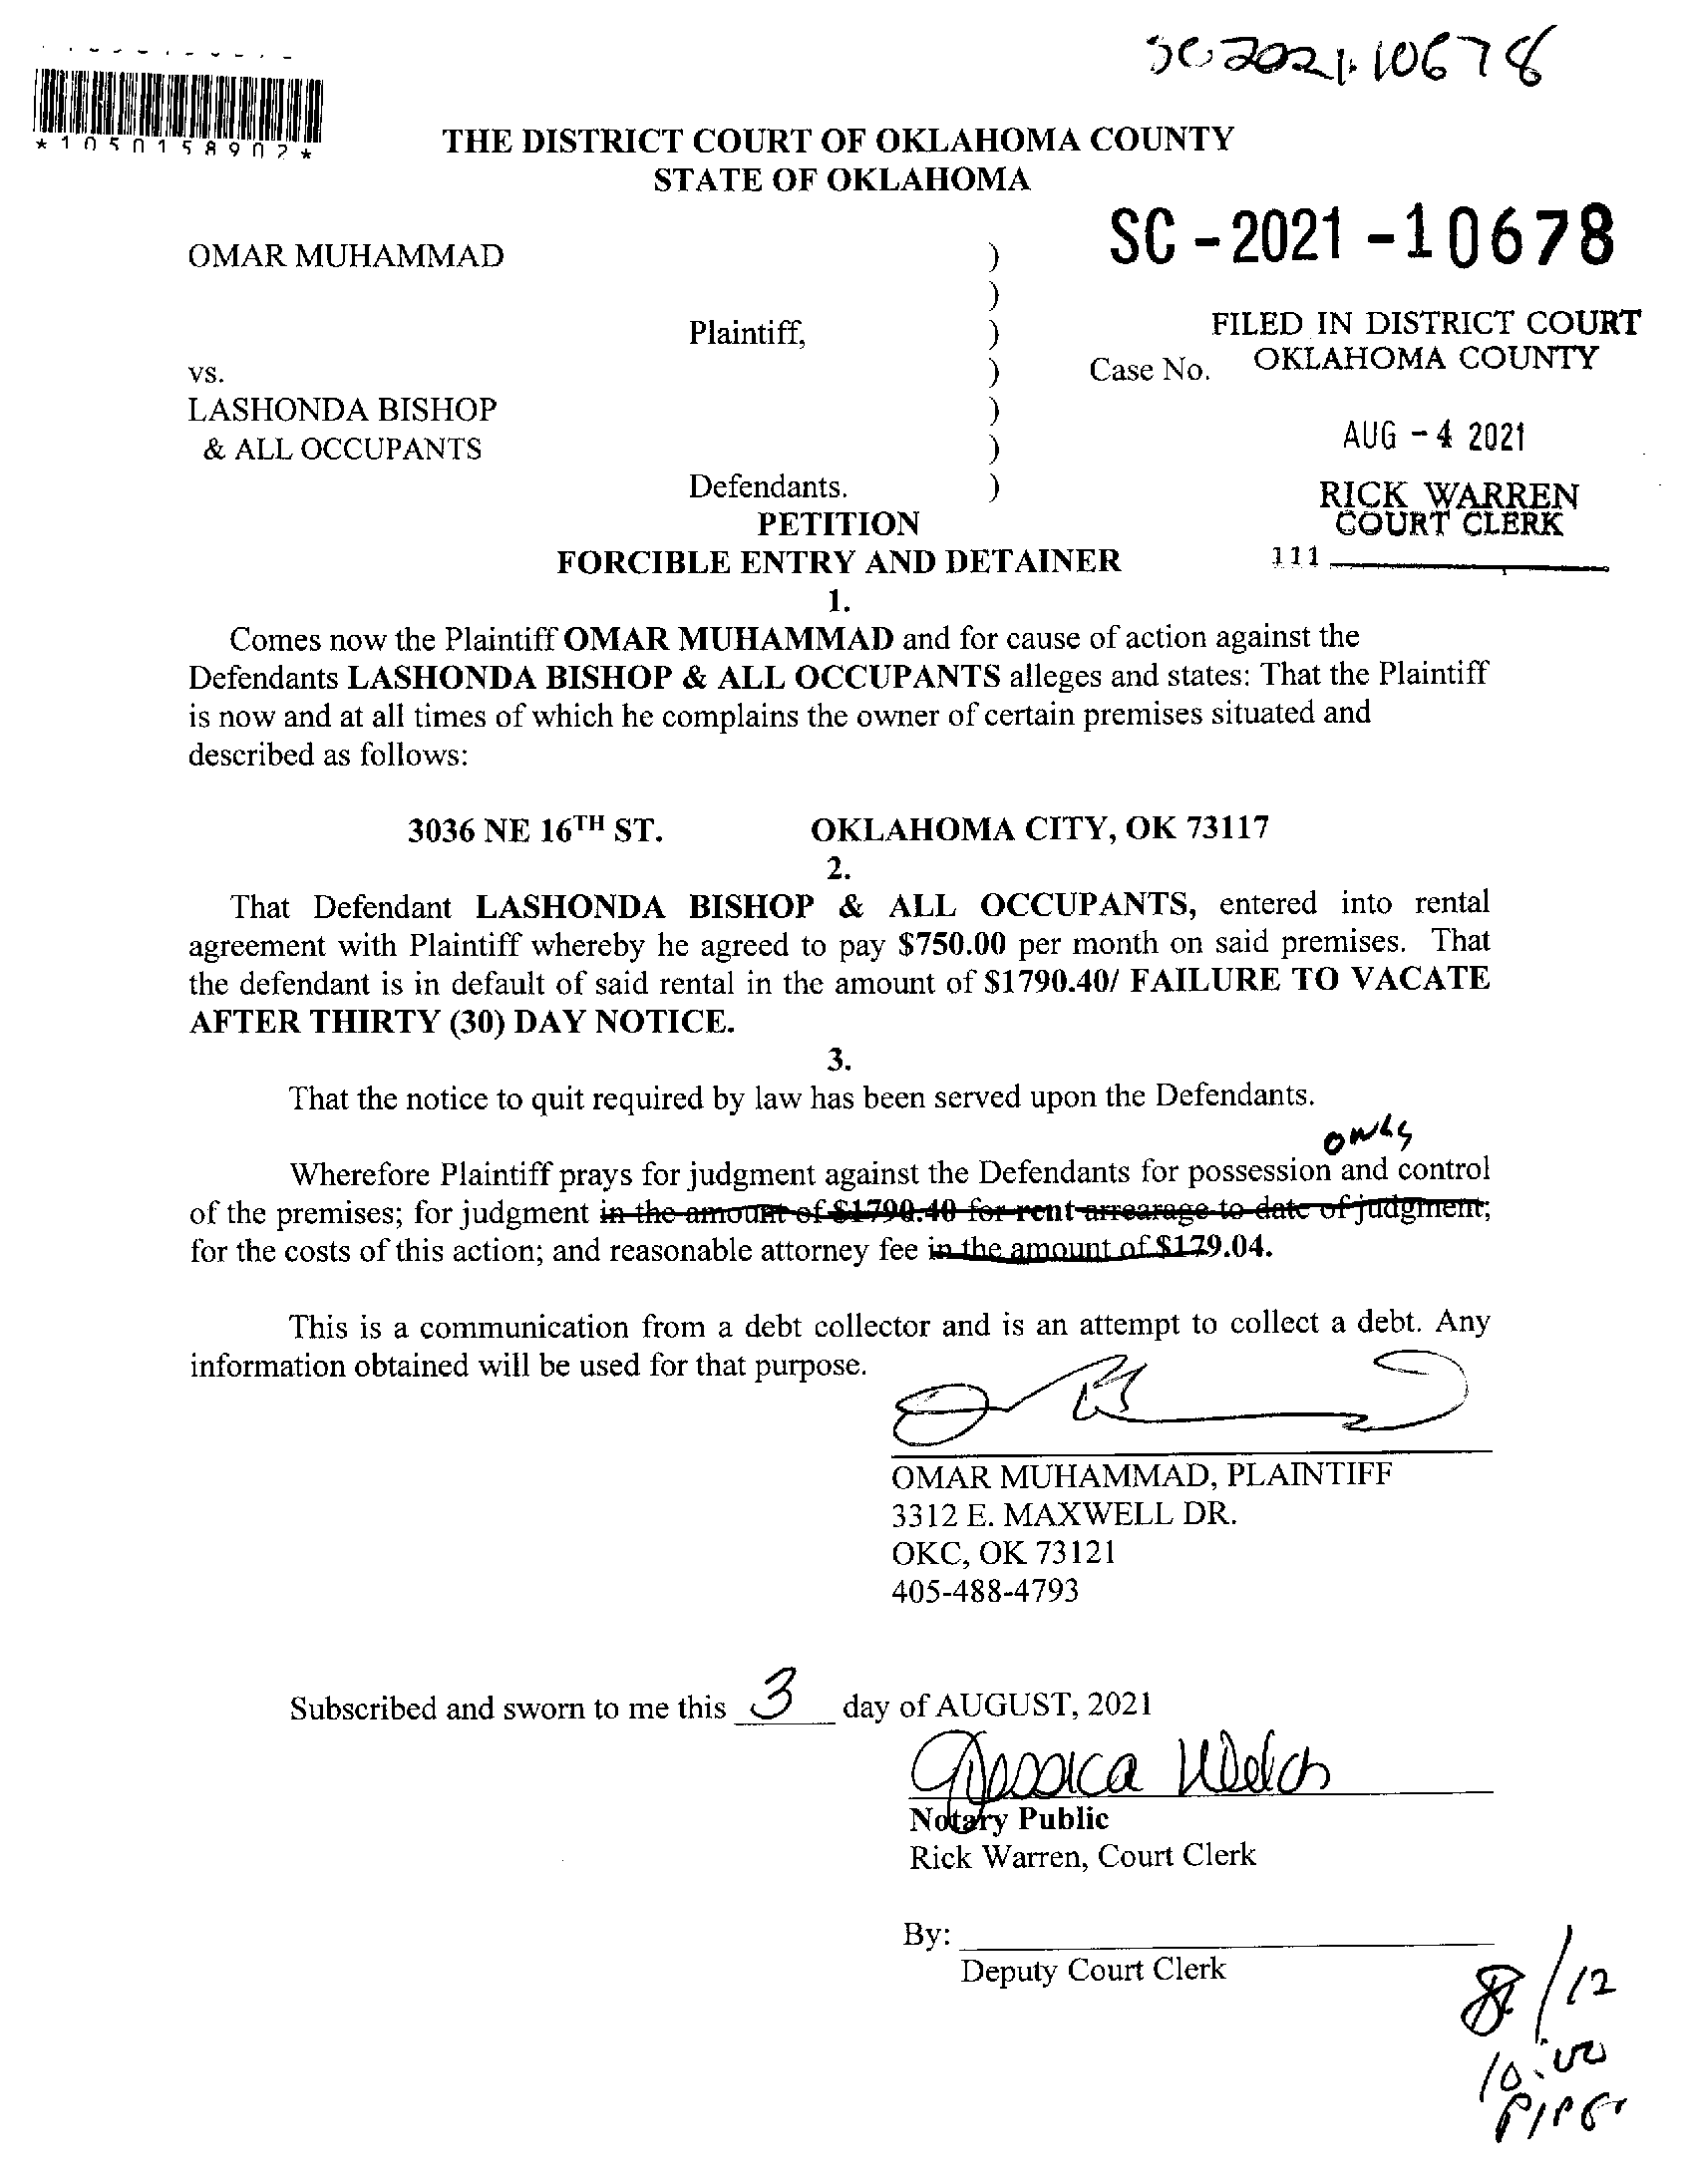 SC 2021-10678
*1050158902*
THE DISTRICT COURT OF OKLAHOMA COUNTY
STATE OF OKLAHOMA
SC-2021-10678
OMAR MUHAMMAD )
)
Plaintiff, )
FILED IN DISTRICT COURT
OKLAHOMA COUNTY
vs. ) Case No.
LASHONDA BISHOP )
& ALL OCCUPANTS )
AUG -4 2021
Defendants. )
RICK WARREN
COURT CLERK
111
PETITION
FORCIBLE ENTRY AND DETAINER
1.
Comes now the Plaintiff OMAR MUHAMMAD and for cause of action against the
Defendants LASHONDA BISHOP & ALL OCCUPANTS alleges and states: That the Plaintiff
is now and at all times of which he complains the owner of certain premises situated and
described as follows:
3036 NE 16TH ST. OKLAHOMA CITY, OK 73117
2.
That Defendant LASHONDA BISHOP & ALL OCCUPANTS, entered into rental
agreement with Plaintiff whereby he agreed to pay $750.00 per month on said premises. That
the defendant is in default of said rental in the amount of $1790.40/ FAILURE TO VACATE
AFTER THIRTY (30) DAY NOTICE.
3.
That the notice to quit required by law has been served upon the Defendants.
only
Wherefore Plaintiff prays for judgment against the Defendants for possession and control
of the premises; for judgment in the amount of $1790.40 for rent arrearage to date of judgment;
for the costs of this action; and reasonable attorney fee in the amount of $179.04.
This is a communication from a debt collector and is an attempt to collect a debt. Any
information obtained will be used for that purpose.
OMAR MUHAMMAD, PLAINTIFF
3312 E. MAXWELL DR.
OKC, OK 73121
405-488-4793
Subscribed and sworn to me this 3 day of AUGUST, 2021
Jessica Welch
Notary Public
Rick Warren, Court Clerk
By:
Deputy Court Clerk
8/12
10:00